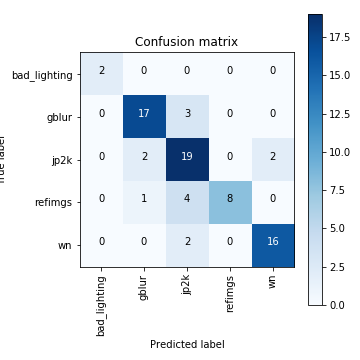 Confusion matrix
bad_lighting 2 0 0 0 0
gblur 0 17 3 0 0
jp2k 0 2 19 0 2
refimgs 0 1 4 8 0
wn 0 0 2 0 16
bad_lighting gblur jp2k refimgs wn
Predicted label
label
17.5
15.0
12.5
10.0
7.5
5.0
2.5
0.0